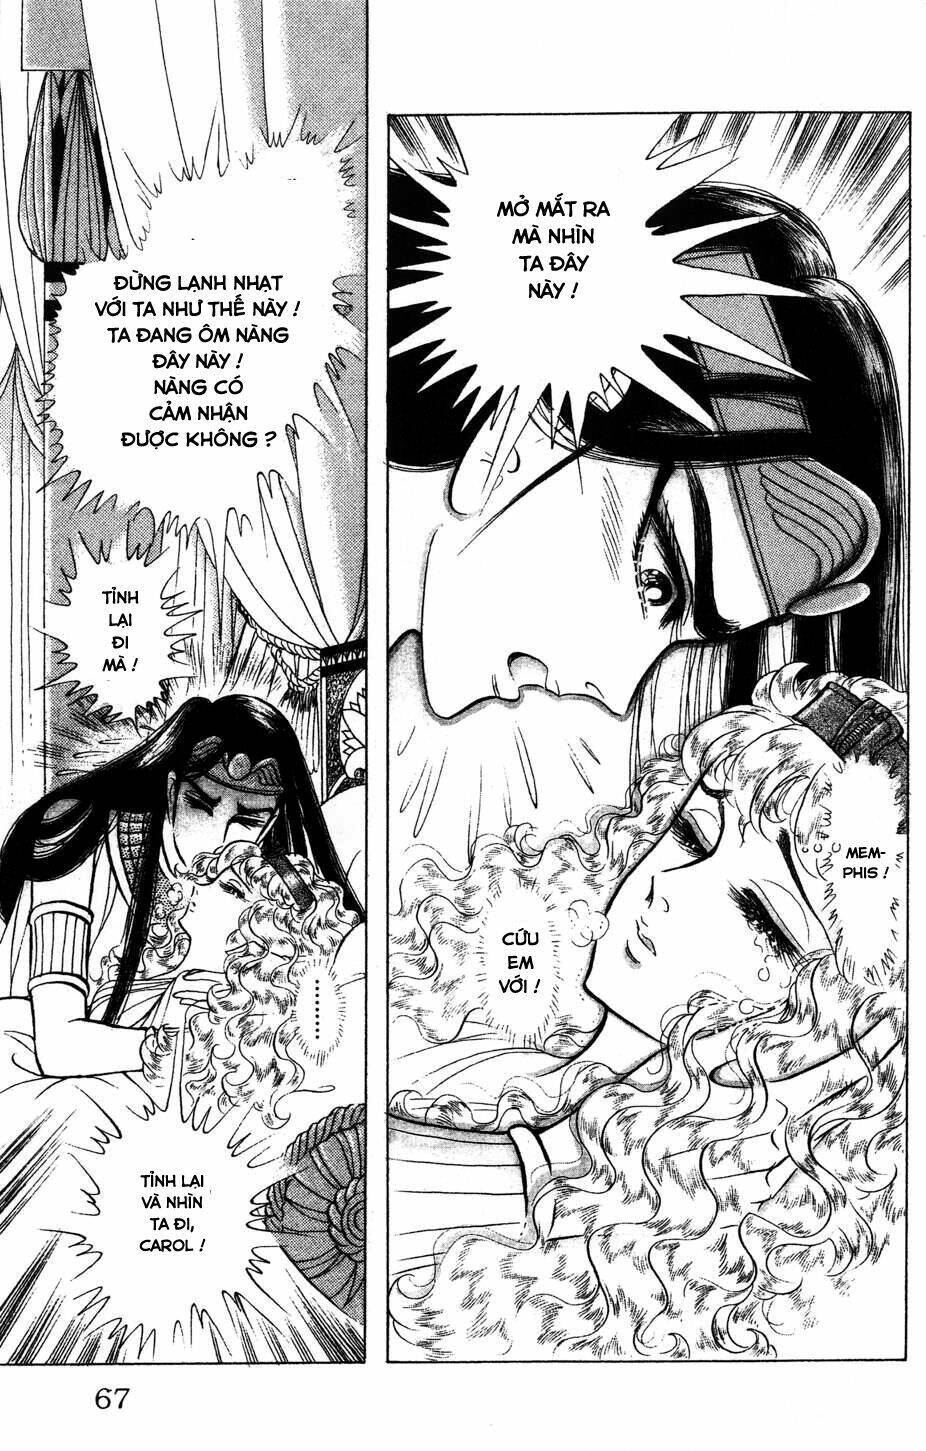 MỞ MẮT RA
MÀ NHÌN
TA ĐÂY
NÀY !
MEM-
PHIS !
CỨU
EM
VỚI !
ĐỪNG LẠNH NHẠT
VỚI TA NHƯ THẾ NÀY !
TA ĐANG ÔM NÀNG
ĐÂY NÀY !
NÀNG CÓ
CẢM NHẬN
ĐƯỢC KHÔNG ?
TỈNH
LẠI
ĐI
MÀ !
........
TỈNH LẠI
VÀ NHÌN
TA ĐI,
CAROL !
67